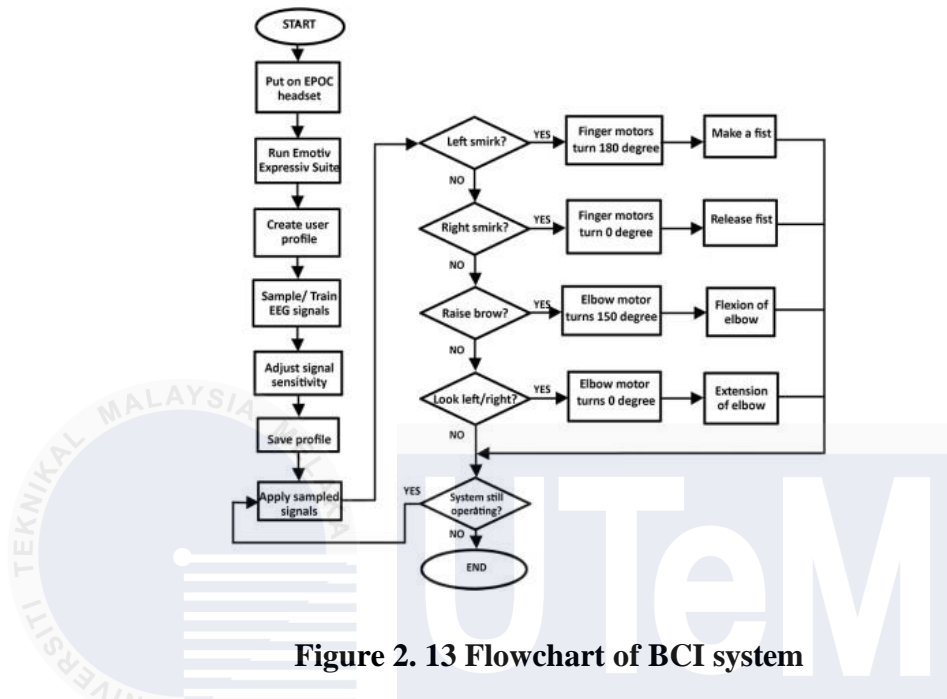 START
Put on EPOC
headset
Run Emotiv
Expressiv Suite
Create user
profile
Sample/ Train
EEG signals
Adjust signal
sensitivity
Save profile
Apply sampled
signals
Left smirk?
YES
Finger motors
turn 180 degree
Make a fist
NO
Right smirk?
YES
Finger motors
turn 0 degree
Release fist
NO
Raise brow?
YES
Elbow motor
turns 150 degree
Flexion of
elbow
NO
Look left/right?
YES
Elbow motor
turns 0 degree
Extension
of elbow
NO
System still
operating?
YES
NO
END
Figure 2. 13 Flowchart of BCI system
TEKNIKAL MALAYSIA
UTeM